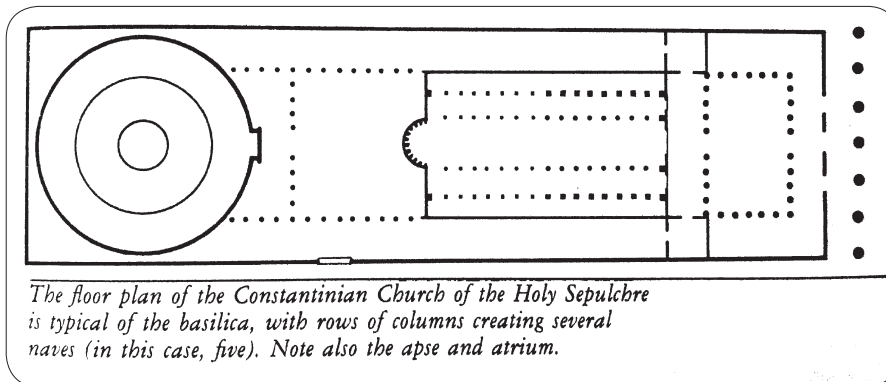 The floor plan of the Constantinian Church of the Holy Sepulchre
is typical of the basilica, with rows of columns creating several
naves (in this case, five). Note also the apse and atrium.